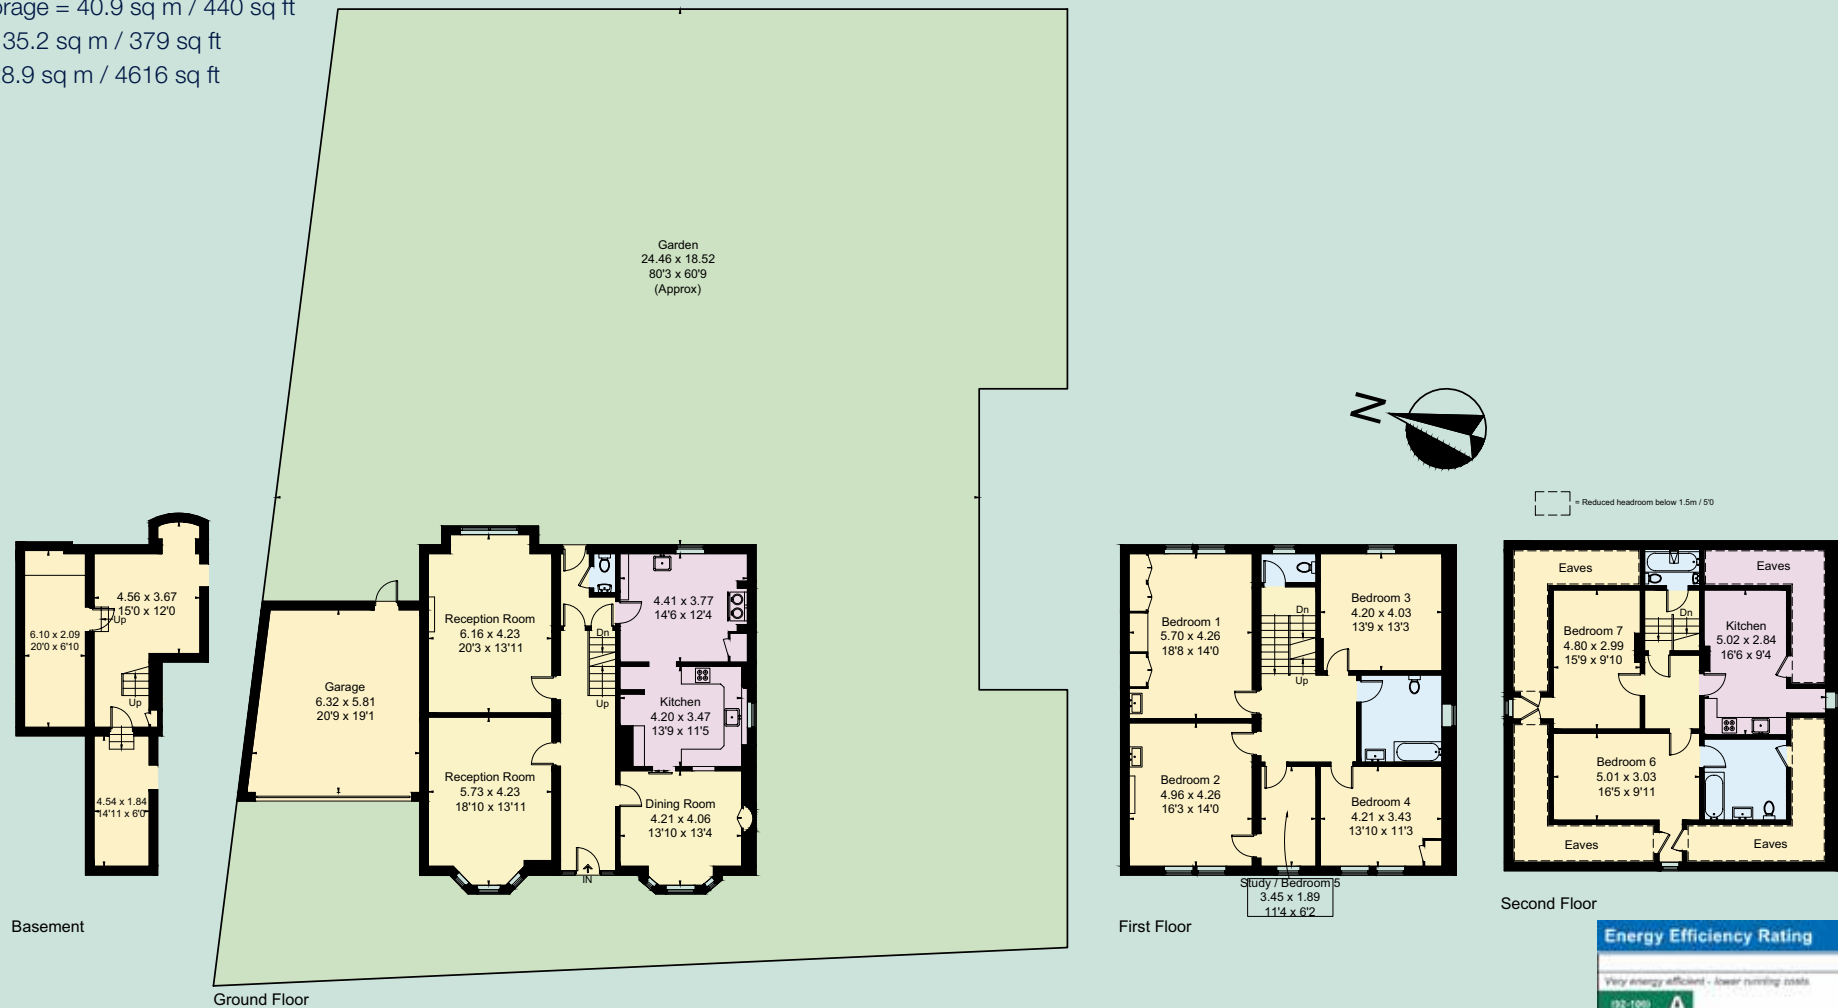 orage = 40.9 sq m / 440 sq ft
35.2 sq m / 379 sq ft
8.9 sq m / 4616 sq ft
Garden
24.46 x 18.52
80'3 x 60'9
(Approx)
N
= Reduced headroom below 1.5m / 5'0
4.56 x 3.67
15'0 x 12'0
Up
6.10 x 2.09
20'0 x 6'10
Up
4.54 x 1.84
14'11 x 6'0
Basement
Garage
6.32 x 5.81
20'9 x 19'1
Reception Room
6.16 x 4.23
20'3 x 13'11
Reception Room
5.73 x 4.23
18'10 x 13'11
Dn
Up
4.41 x 3.77
14'6 x 12'4
Kitchen
4.20 x 3.47
13'9 x 11'5
Dining Room
4.21 x 4.06
13'10 x 13'4
IN
Ground Floor
Bedroom 1
5.70 x 4.26
18'8 x 14'0
Dn
Up
Bedroom 3
4.20 x 4.03
13'9 x 13'3
Bedroom 2
4.96 x 4.26
16'3 x 14'0
Bedroom 4
4.21 x 3.43
13'10 x 11'3
Study / Bedroom 5
3.45 x 1.89
11'4 x 6'2
First Floor
Eaves
Eaves
Dn
Bedroom 7
4.80 x 2.99
15'9 x 9'10
Kitchen
5.02 x 2.84
16'6 x 9'4
Bedroom 6
5.01 x 3.03
16'5 x 9'11
Eaves
Eaves
Second Floor
Energy Efficiency Rating
Very energy efficient - lower running costs
(92-100) A